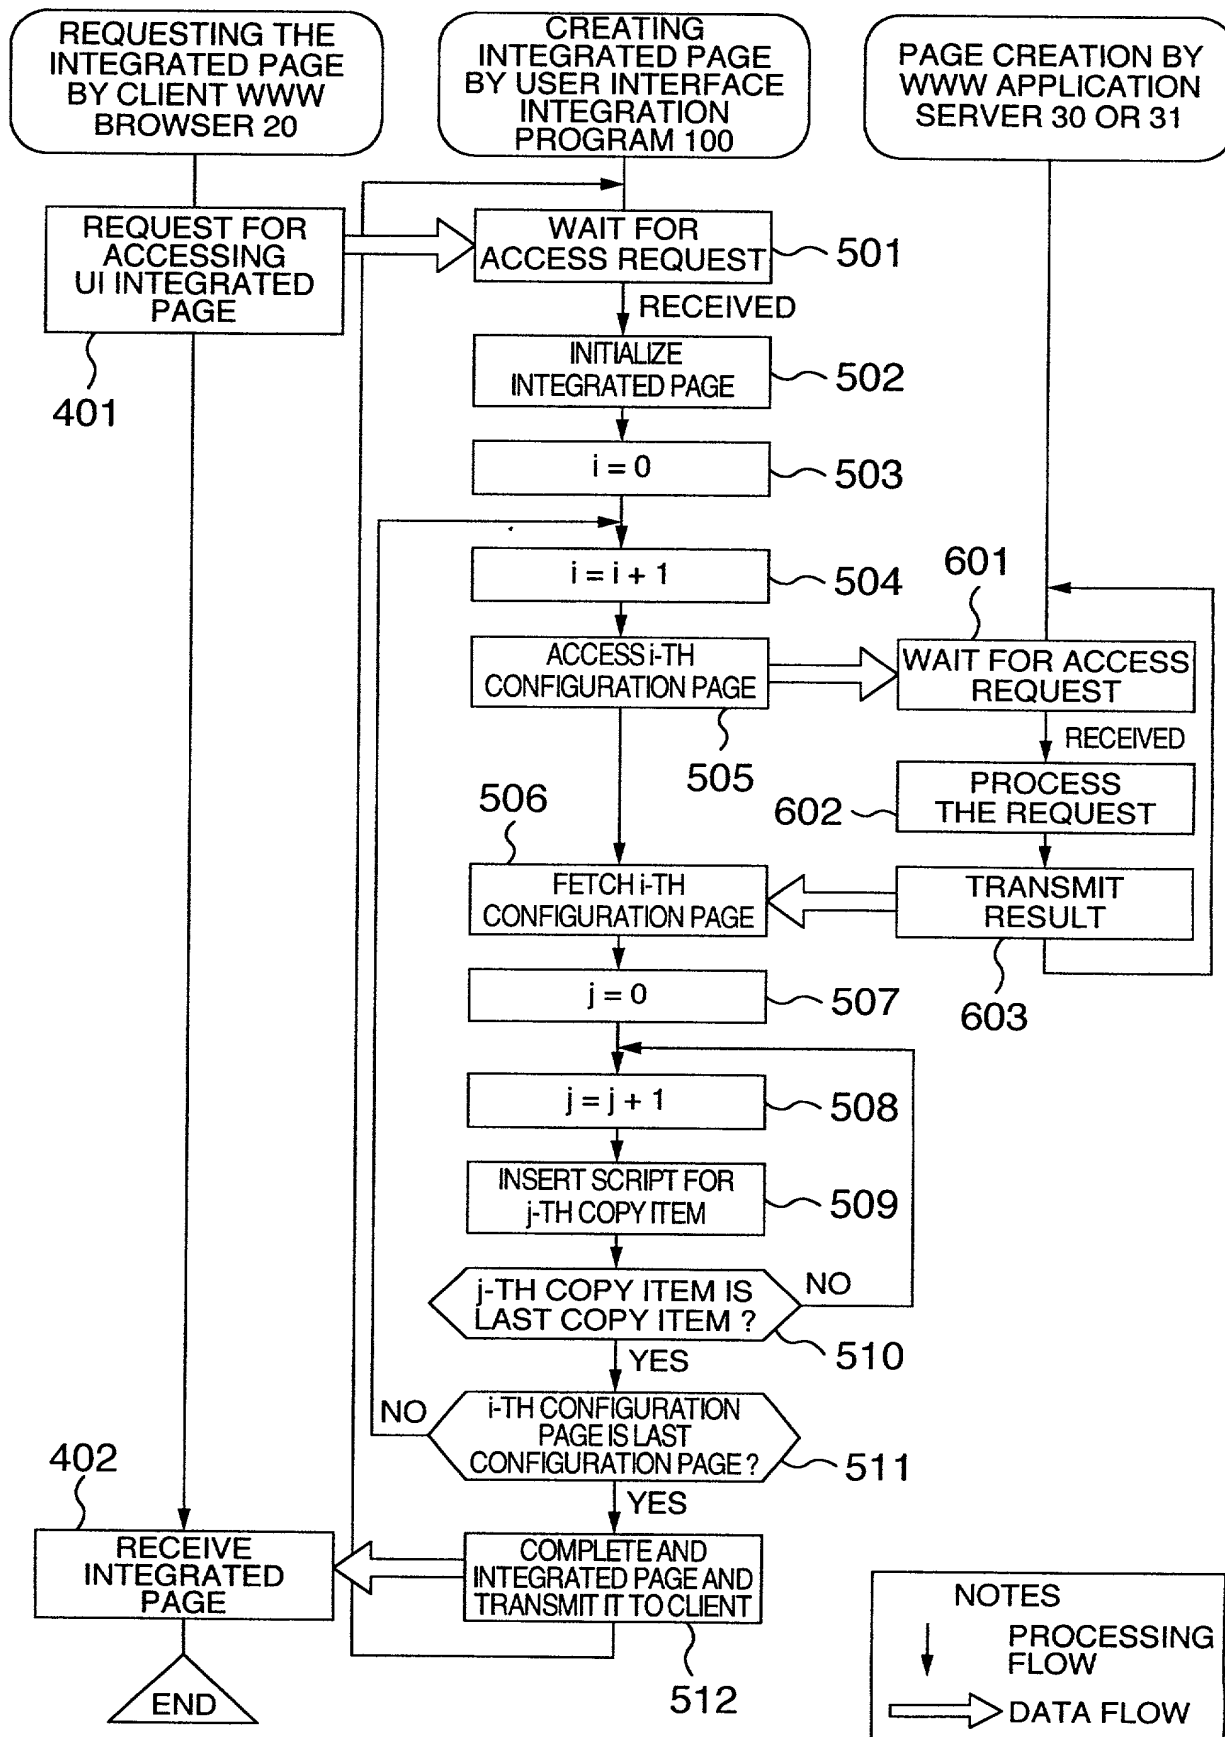 REQUESTING THE
INTEGRATED PAGE
BY CLIENT WWW
BROWSER 20
CREATING
INTEGRATED PAGE
BY USER INTERFACE
INTEGRATION
PROGRAM 100
PAGE CREATION BY
WWW APPLICATION
SERVER 30 OR 31
REQUEST FOR
ACCESSING
UI INTEGRATED
PAGE
401
WAIT FOR
ACCESS REQUEST
501
RECEIVED
INITIALIZE
INTEGRATED PAGE
502
i = 0
503
i = i + 1
504
601
ACCESS i-TH
CONFIGURATION PAGE
505
WAIT FOR ACCESS
REQUEST
RECEIVED
PROCESS
THE REQUEST
602
506
FETCH i-TH
CONFIGURATION PAGE
TRANSMIT
RESULT
603
j = 0
507
j = j + 1
508
INSERT SCRIPT FOR
j-TH COPY ITEM
509
j-TH COPY ITEM IS
LAST COPY ITEM ?
NO
510
YES
i-TH CONFIGURATION
PAGE IS LAST
CONFIGURATION PAGE ?
NO
511
YES
402
RECEIVE
INTEGRATED
PAGE
COMPLETE AND
INTEGRATED PAGE AND
TRANSMIT IT TO CLIENT
512
END
NOTES
PROCESSING
FLOW
DATA FLOW